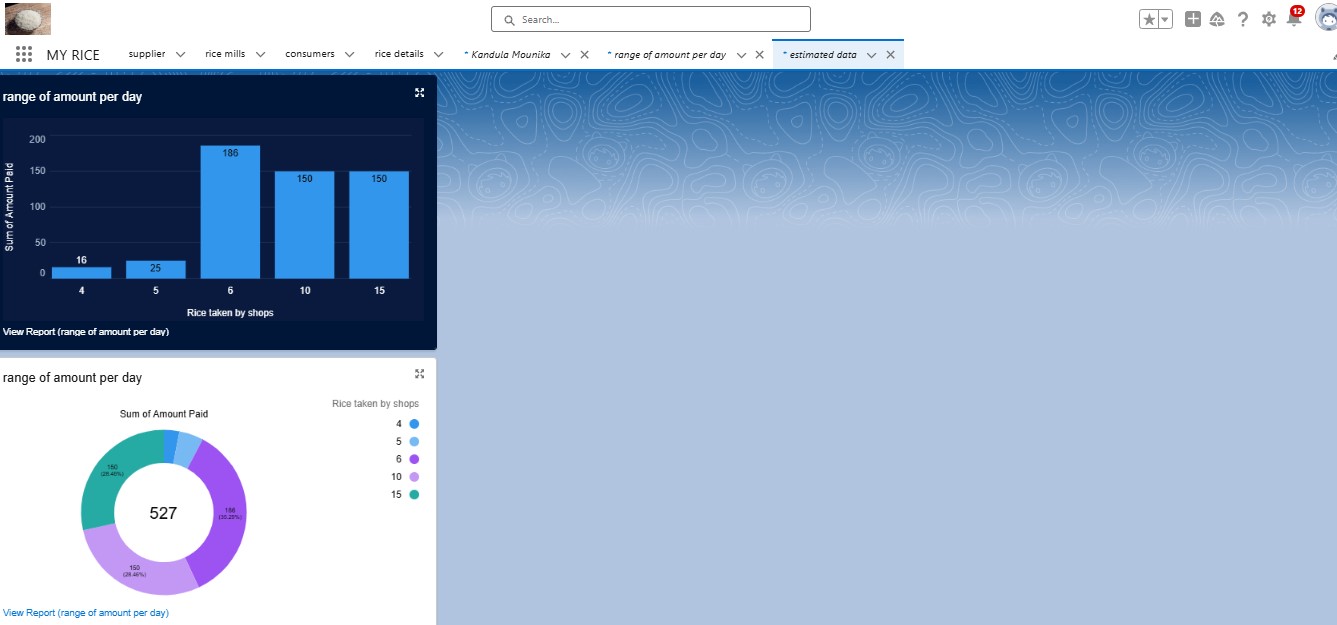 Search...
12
MY RICE
supplier
rice mills
consumers
rice details
* Kandula Mounika
* range of amount per day
* estimated data
range of amount per day
Sum of Amount Paid
200
150
100
50
0
16
25
186
150
150
4
5
6
10
15
Rice taken by shops
View Report (range of amount per day)
range of amount per day
Rice taken by shops
Sum of Amount Paid
4
5
6
10
15
527
150
(28.46%)
186
(35.29%)
150
(28.46%)
View Report (range of amount per day)